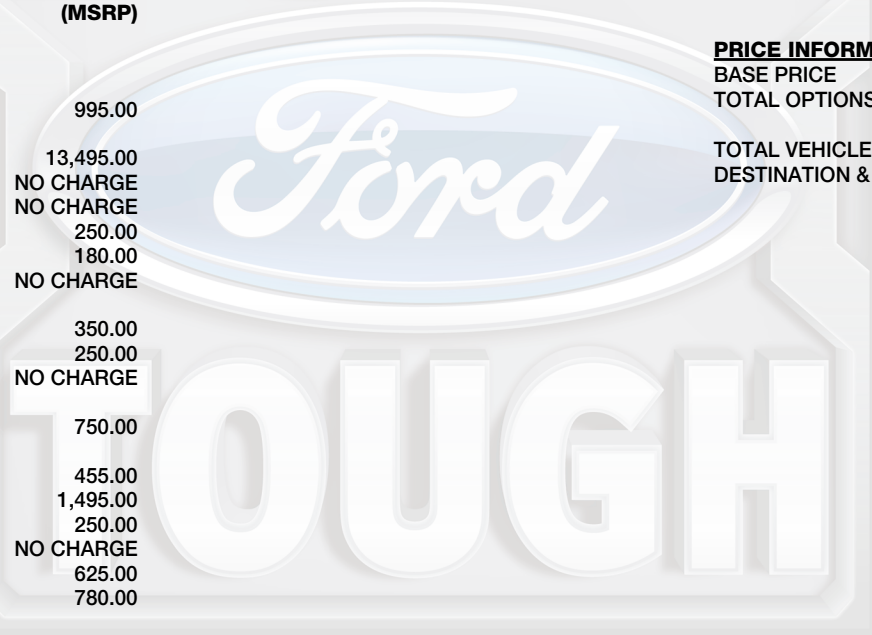 (MSRP)
995.00
13,495.00
NO CHARGE
NO CHARGE
250.00
180.00
NO CHARGE
350.00
250.00
NO CHARGE
750.00
455.00
1,495.00
250.00
NO CHARGE
625.00
780.00
PRICE INFORM
BASE PRICE
TOTAL OPTIONS
TOTAL VEHICLE
DESTINATION &
Ford
TOUGH